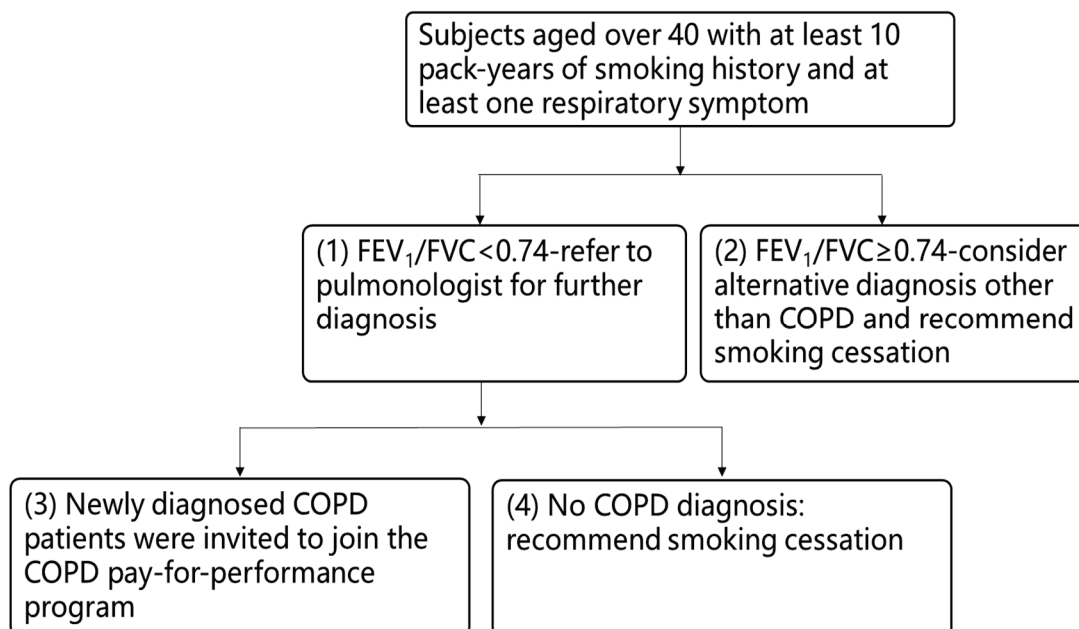 Subjects aged over 40 with at least 10
pack-years of smoking history and at
least one respiratory symptom
(1) FEV₁/FVC<0.74-refer to
pulmonologist for further
diagnosis
(2) FEV₁/FVC≥0.74-consider
alternative diagnosis other
than COPD and recommend
smoking cessation
(3) Newly diagnosed COPD
patients were invited to join the
COPD pay-for-performance
program
(4) No COPD diagnosis:
recommend smoking cessation